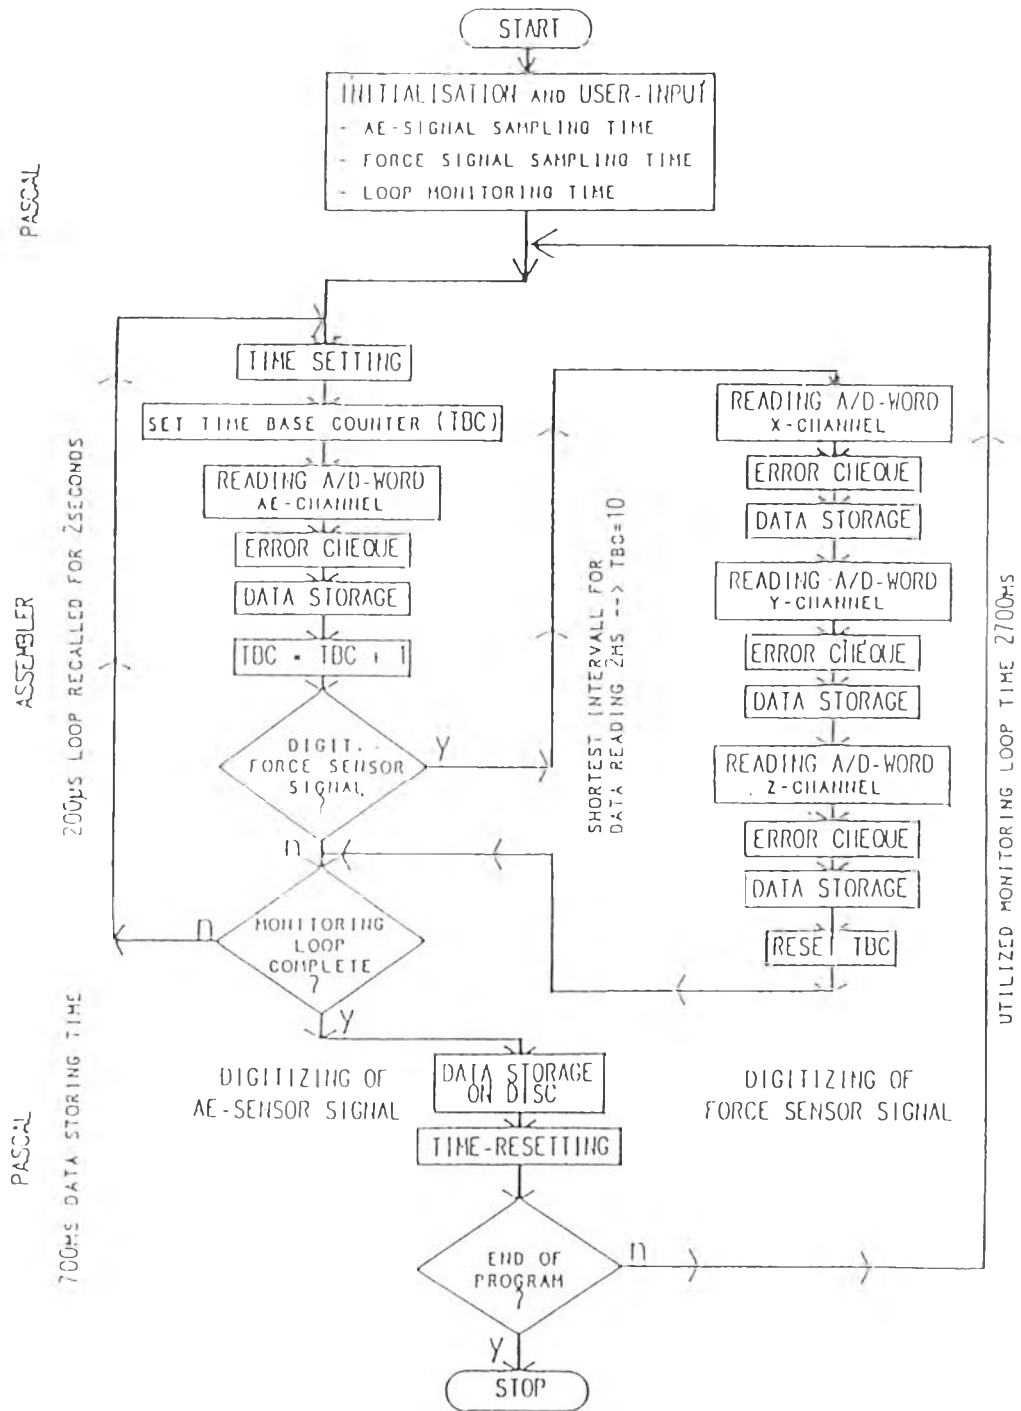 START
INITIALISATION and USER-INPUT
- AE-SIGNAL SAMPLING TIME
- FORCE SIGNAL SAMPLING TIME
- LOOP MONITORING TIME
PASCAL
TIME SETTING
SET TIME BASE COUNTER (TBC)
READING A/D-WORD
AE-CHANNEL
ERROR CHEQUE
DATA STORAGE
TBC = TBC + 1
DIGIT.
FORCE SENSOR
SIGNAL
?
y
n
MONITORING
LOOP
COMPLETE
?
n
y
ASSEMBLER
200µs LOOP RECALLED FOR 2SECONDS
SHORTEST INTERVALL FOR
DATA READING 2MS --> TBC=10
READING A/D-WORD
X-CHANNEL
ERROR CHEQUE
DATA STORAGE
READING A/D-WORD
Y-CHANNEL
ERROR CHEQUE
DATA STORAGE
READING A/D-WORD
Z-CHANNEL
ERROR CHEQUE
DATA STORAGE
RESE TBC
UTILIZED MONITORING LOOP TIME 2700MS
DIGITIZING OF
AE-SENSOR SIGNAL
DATA STORAGE
ON DISC
DIGITIZING OF
FORCE SENSOR SIGNAL
TIME-RESETTING
PASCAL
700MS DATA STORING TIME
END OF
PROGRAM
?
n
y
STOP